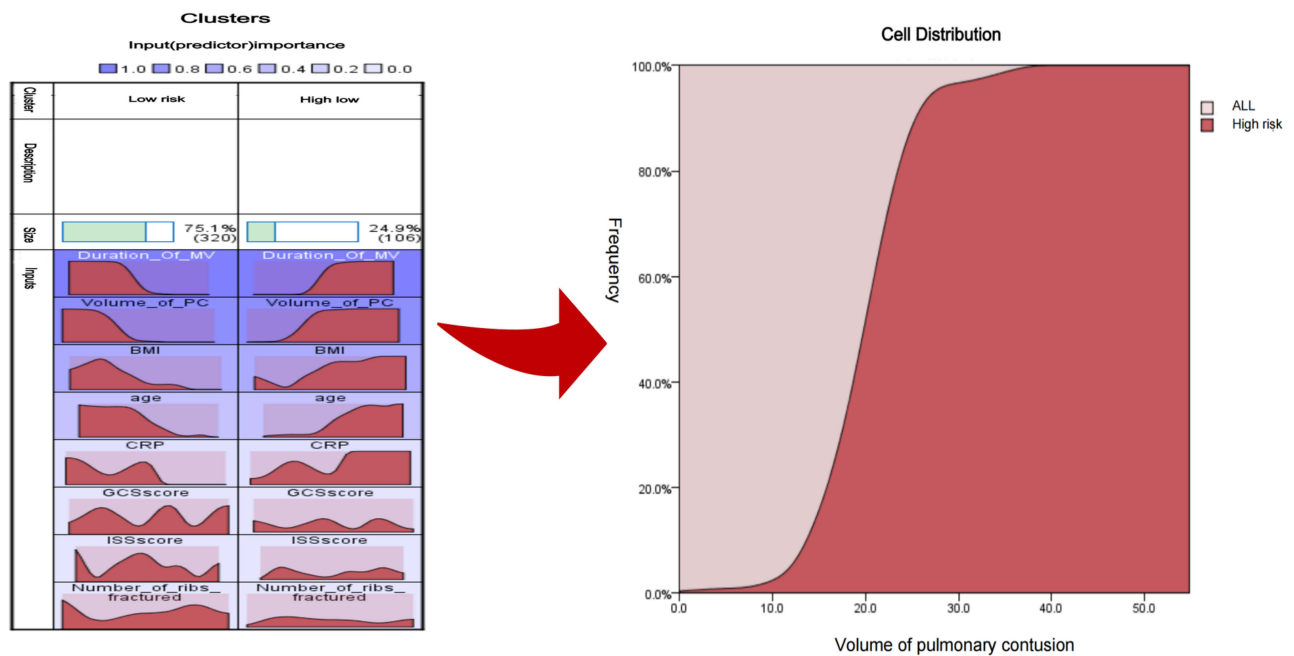 Clusters
Input(predictor)importance
1.0 0.8 0.6 0.4 0.2 0.0
Cluster
Low risk
High low
Description
Size
75.1%
(320)
24.9%
(106)
Inputs
Duration_Of_MV
Duration_Of_MV
Volume_of_PC
Volume_of_PC
BMI
BMI
age
age
CRP
CRP
GCSscore
GCSscore
ISSscore
ISSscore
Number_of_ribs_
fractured
Number_of_ribs_
fractured
Cell Distribution
100.0%
80.0%
60.0%
40.0%
20.0%
0.0%
Frequency
0.0
10.0
20.0
30.0
40.0
50.0
Volume of pulmonary contusion
ALL
High risk